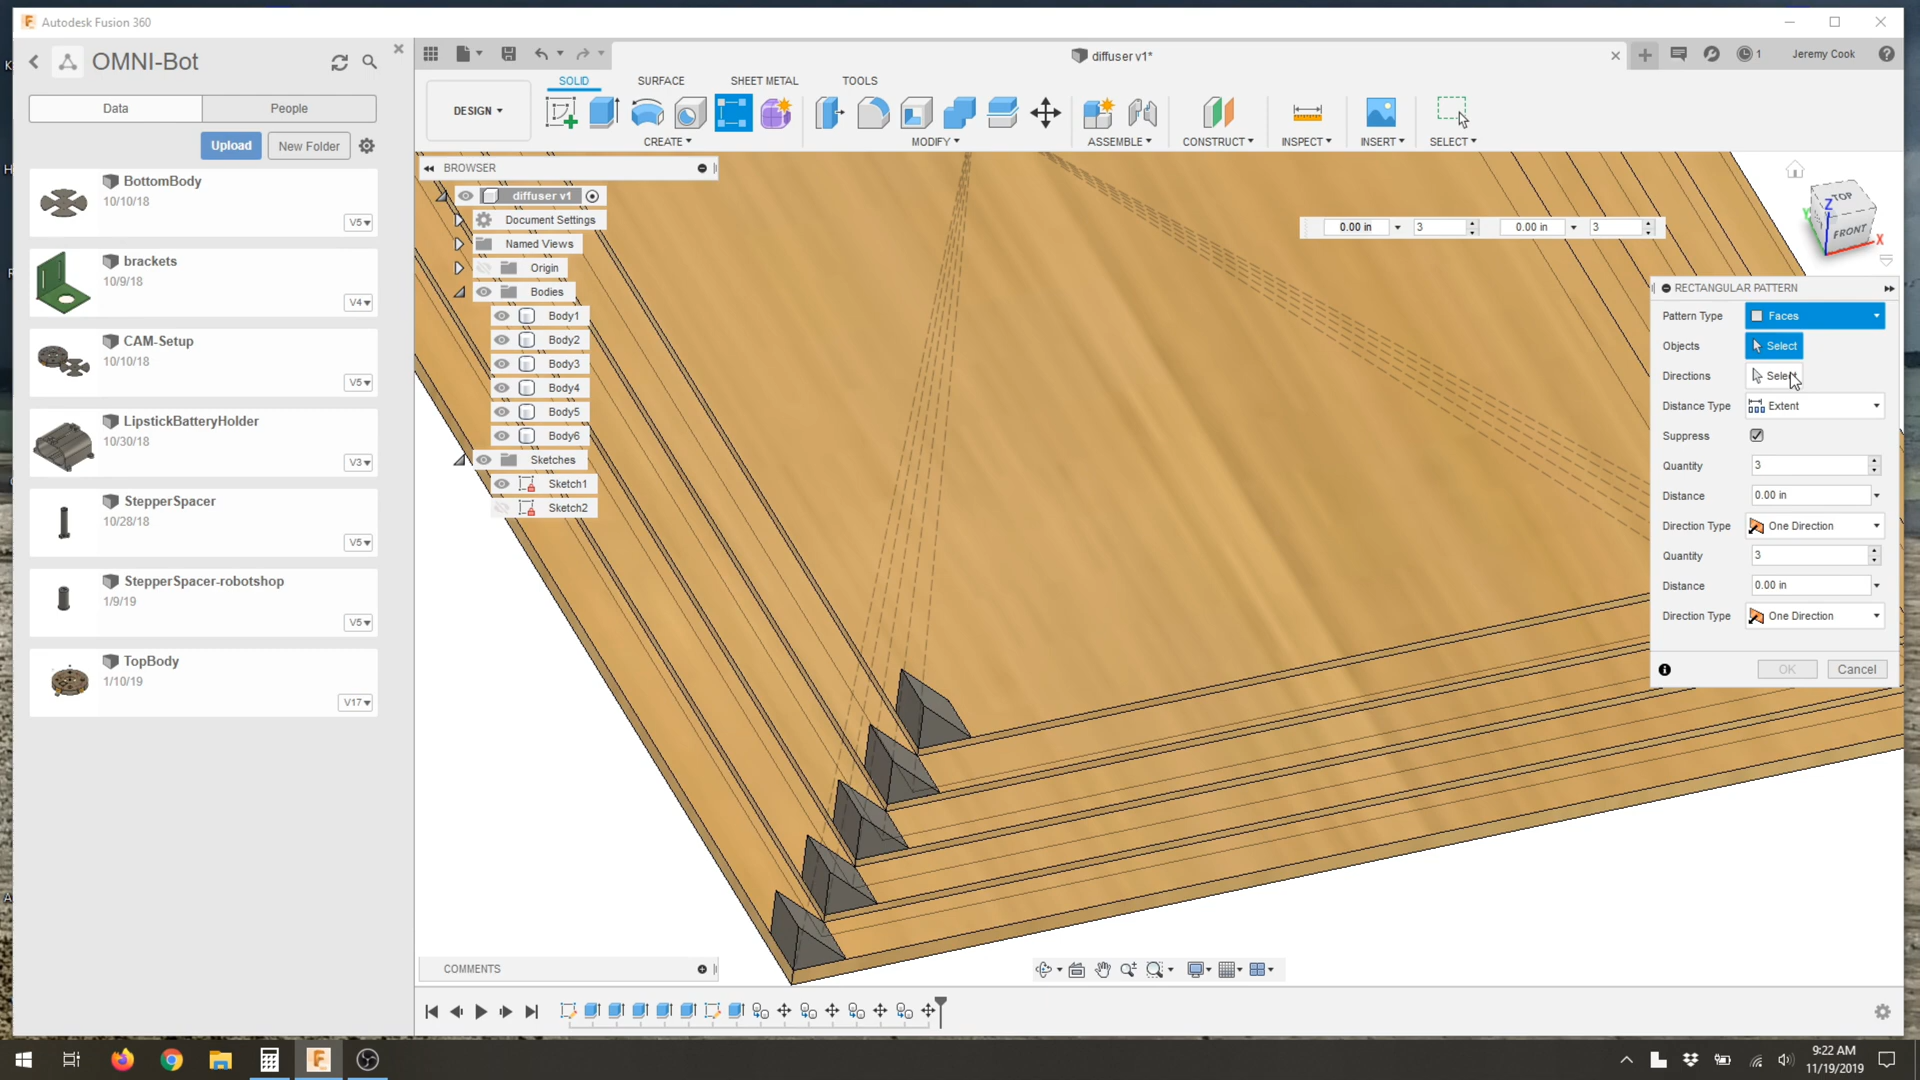 Autodesk Fusion 360
OMNI-Bot
Data
People
Upload
New Folder
BottomBody
10/10/18
V5
brackets
10/9/18
V4
CAM-Setup
10/10/18
V5
LipstickBatteryHolder
10/30/18
V3
StepperSpacer
10/28/18
V5
StepperSpacer-robotshop
1/9/19
V5
TopBody
1/10/19
V17
diffuser v1*
1
Jeremy Cook
DESIGN
SOLID
SURFACE
SHEET METAL
TOOLS
CREATE
MODIFY
ASSEMBLE
CONSTRUCT
INSPECT
INSERT
SELECT
BROWSER
diffuser v1
Document Settings
Named Views
Origin
Bodies
Body1
Body2
Body3
Body4
Body5
Body6
Sketches
Sketch1
Sketch2
0.00 in
3
0.00 in
3
TOP
FRONT
Z
Y
X
RECTANGULAR PATTERN
Pattern Type
Faces
Objects
Select
Directions
Select
Distance Type
Extent
Suppress
Quantity
3
Distance
0.00 in
Direction Type
One Direction
Quantity
3
Distance
0.00 in
Direction Type
One Direction
OK
Cancel
COMMENTS
9:22 AM
11/19/2019